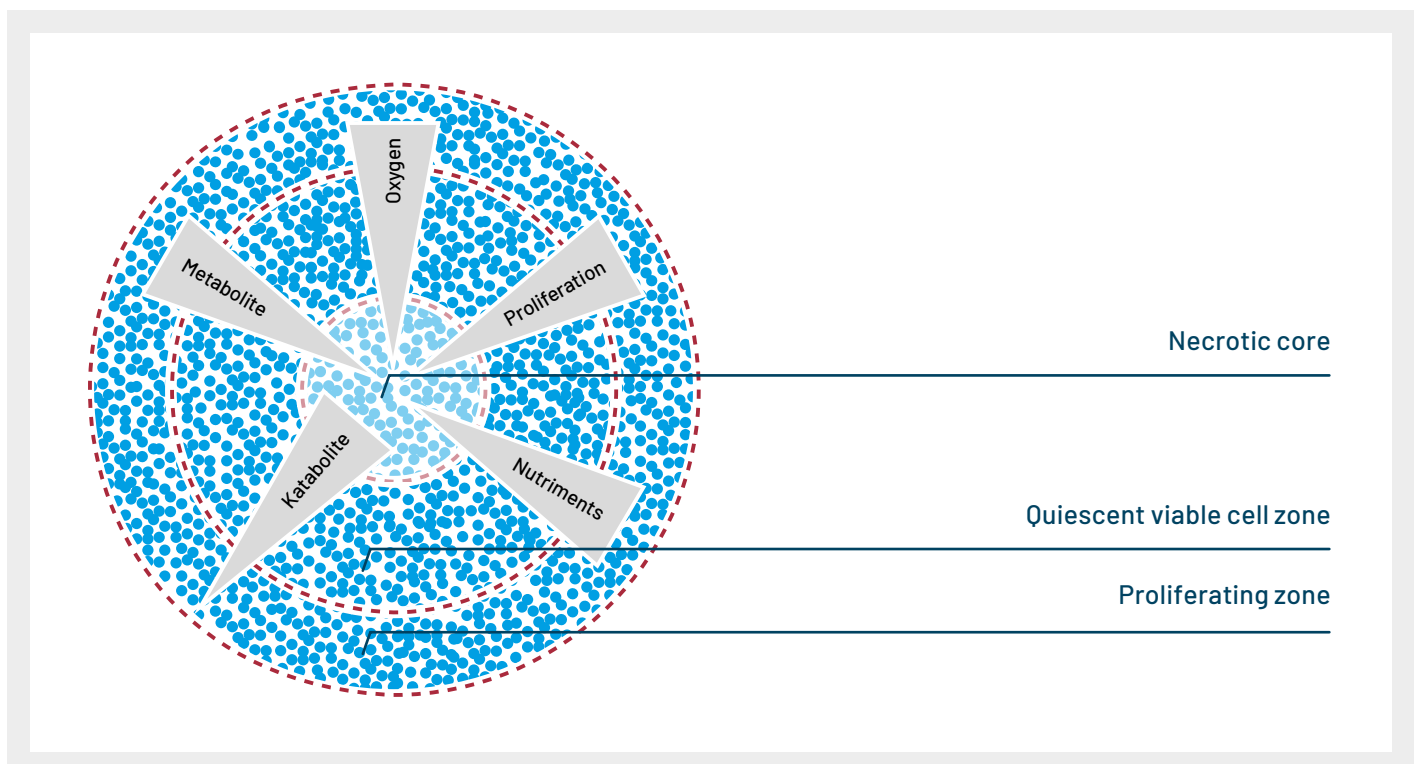 Oxygen
Metabolite
Proliferation
Necrotic core
Katabolite
Nutriments
Quiescent viable cell zone
Proliferating zone